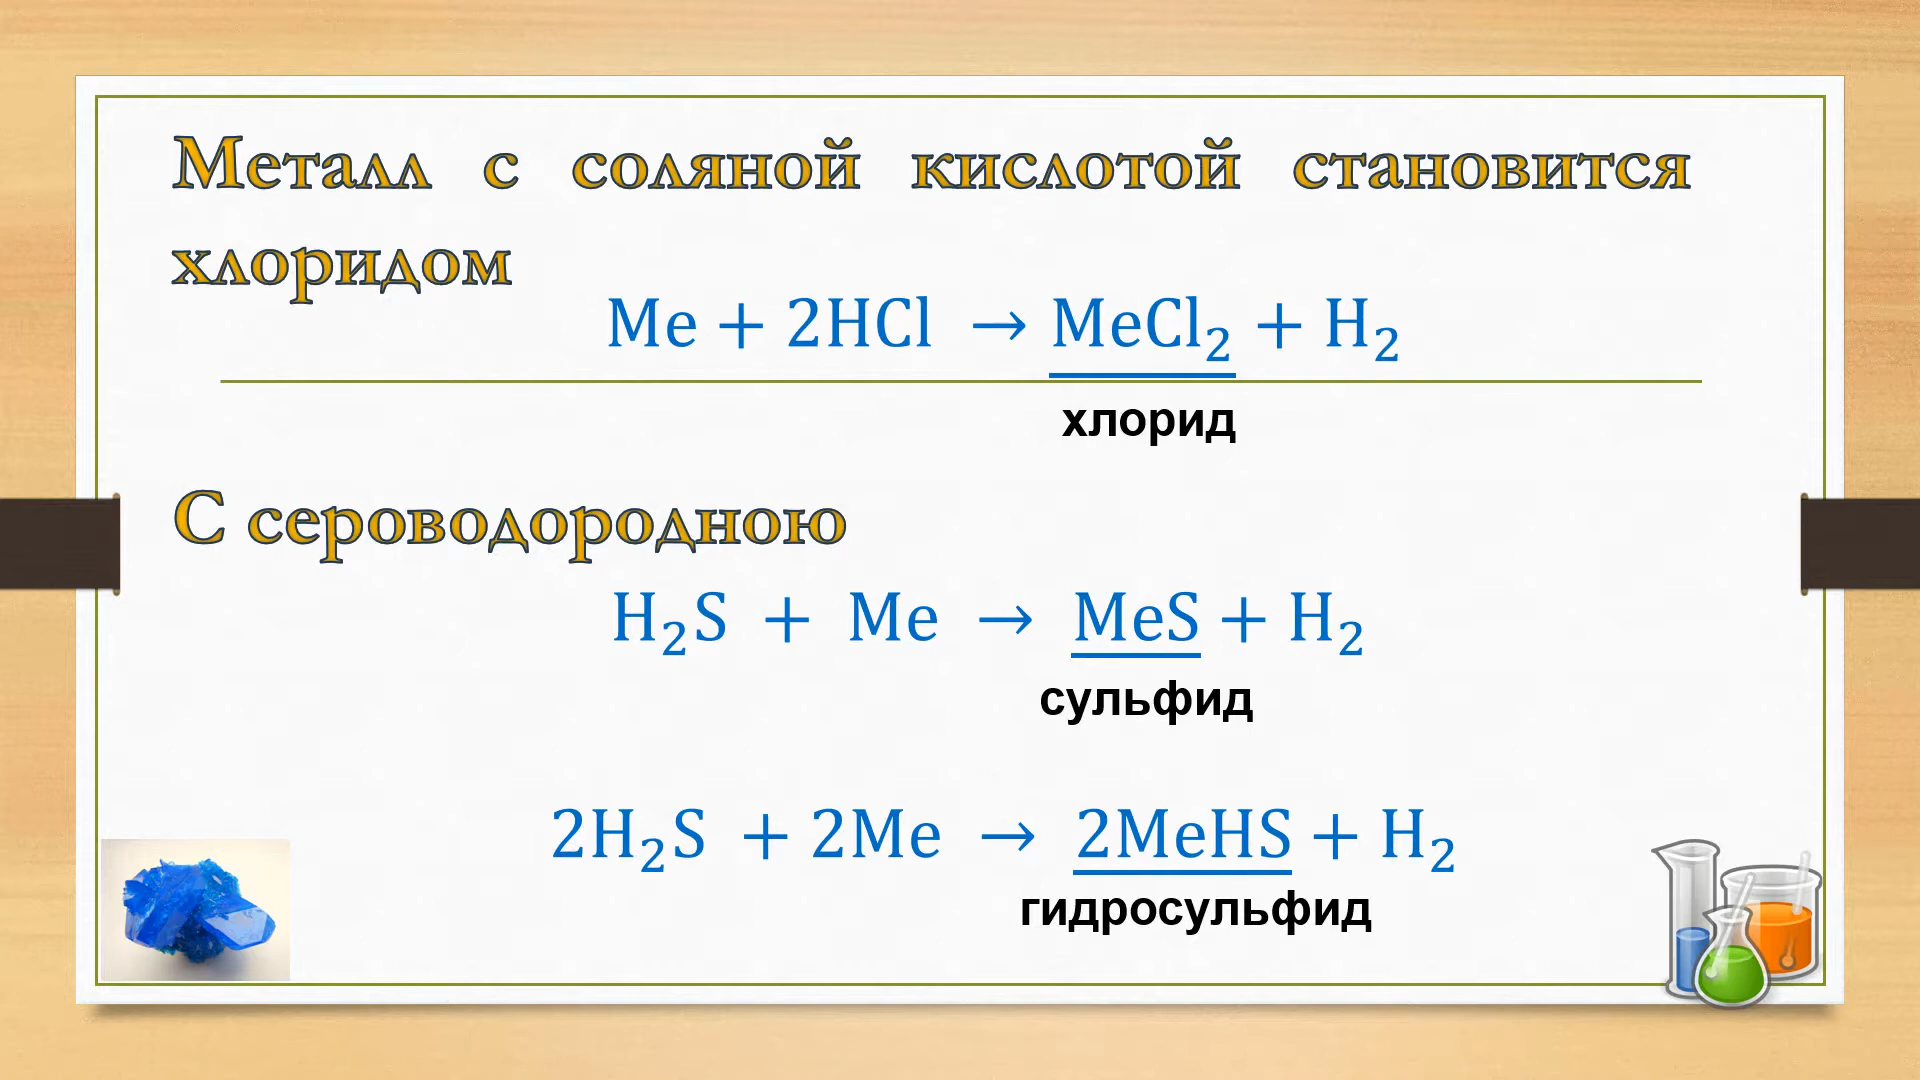 Металл с соляной кислотой становится
хлоридом
Me + 2HCl → MeCl₂ + H₂
хлорид
С сероводородною
H₂S + Me → MeS + H₂
сульфид
2H₂S + 2Me → 2MeHS + H₂
гидросульфид